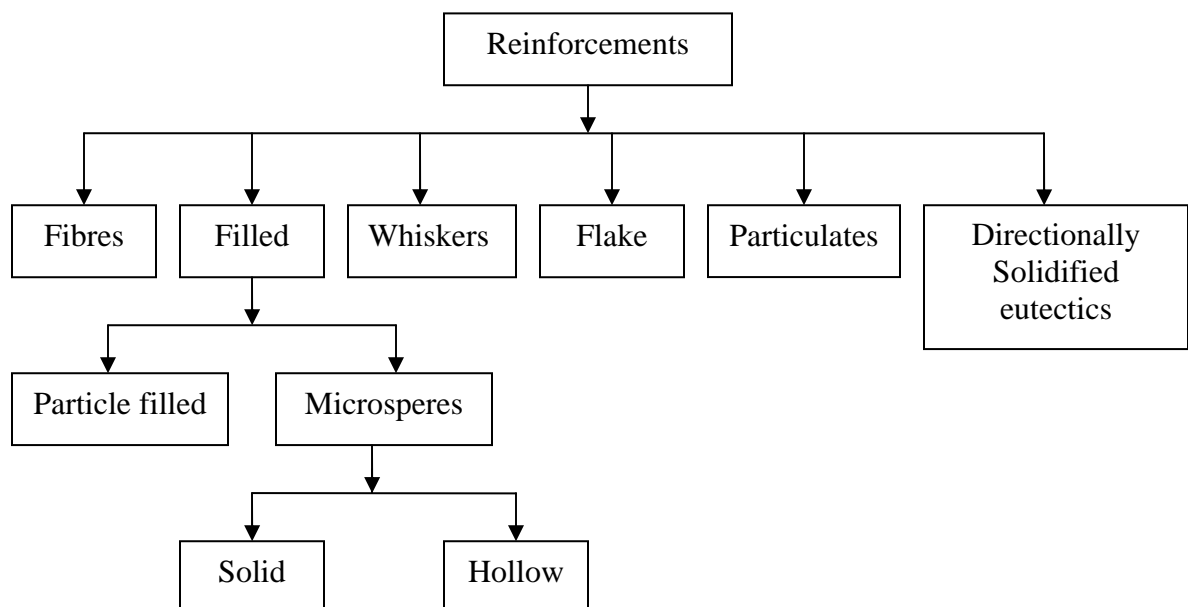 Reinforcements
Fibres
Filled
Whiskers
Flake
Particulates
Directionally
Solidified
eutectics
Particle filled
Microsperes
Solid
Hollow